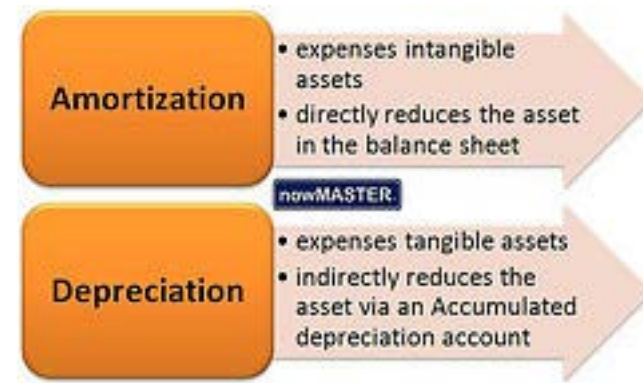 Amortization
• expenses intangible
assets
• directly reduces the asset
in the balance sheet
nowMASTER.
Depreciation
• expenses tangible assets
• indirectly reduces the
asset via an Accumulated
depreciation account